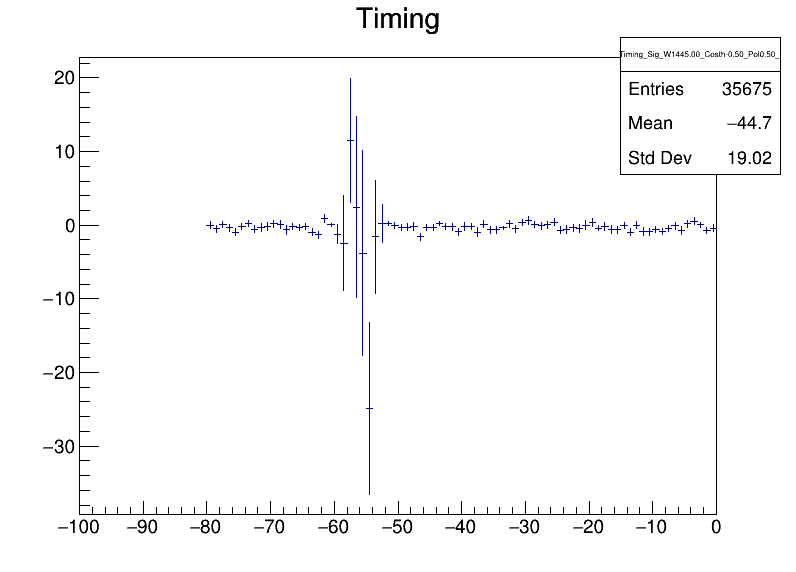 Timing
Timing_Sig_W1445.00_Costh-0.50_Pol0.50_
Entries 35675
Mean −44.7
Std Dev 19.02
20
10
0
−10
−20
−30
−100 −90 −80 −70 −60 −50 −40 −30 −20 −10 0